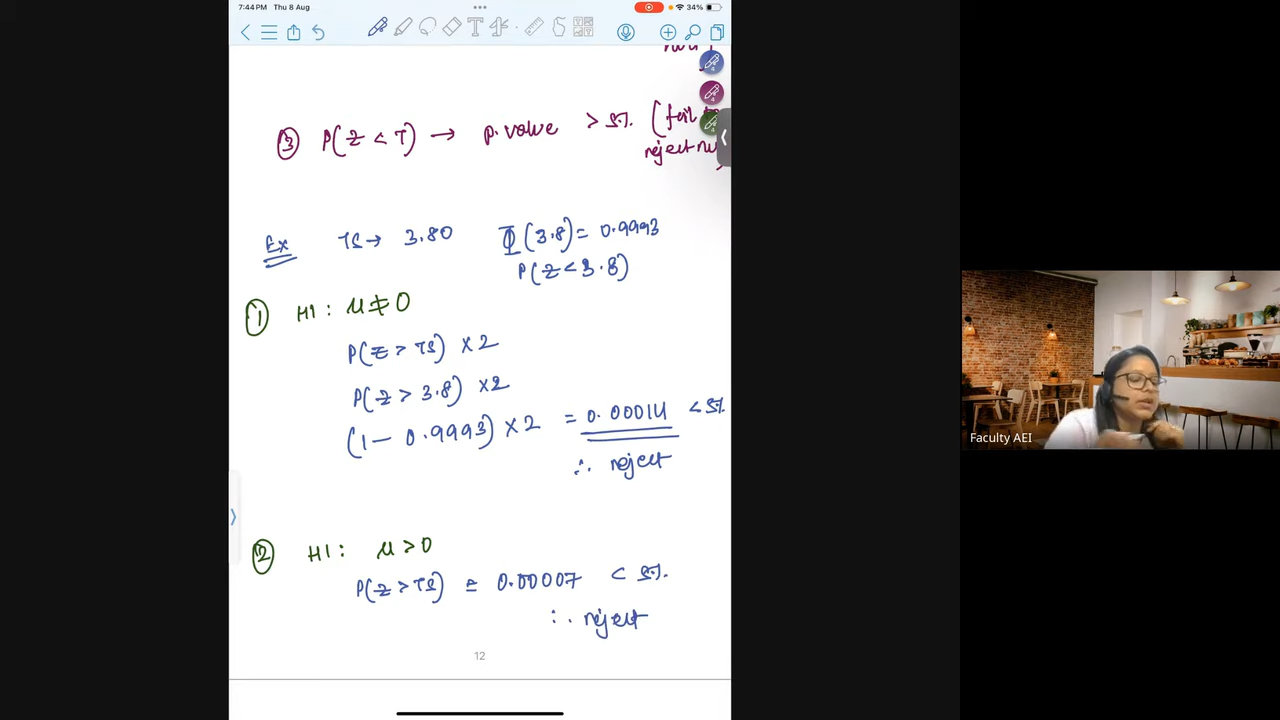 7:44 PM Thu 8 Aug
34%
③ P(Z < T) → p.value > 5%. (fail to
reject nu
Ex TS → 3.80 Φ(3.8) = 0.9993
P(Z < 3.8)
① H1 : μ ≠ 0
P(Z > TS) × 2
P(Z > 3.8) × 2
(1 - 0.9993) × 2 = 0.00014 < 5%.
∴ reject
② H1 : μ > 0
P(Z > TS) = 0.00007 < 5%.
∴ reject
12
Faculty AEI